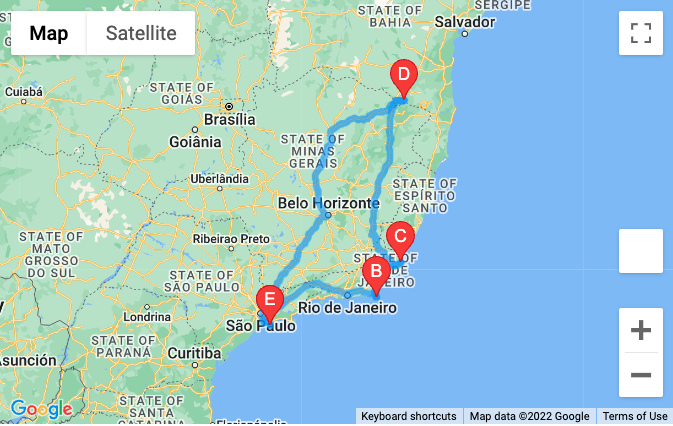 Map
Satellite
STATE OF
BAHIA
SERGIPE
Salvador
Cuiabá
STATE OF
GOIÁS
Brasília
Goiânia
D
STATE OF
MINAS
GERAIS
Uberlândia
STATE OF
ESPÍRITO
SANTO
Belo Horizonte
STATE OF
MATO
GROSSO
DO SUL
Ribeirao Preto
C
STATE OF
JANEIRO
B
STATE OF
SÃO PAULO
E
Rio de Janeiro
Londrina
São Paulo
STATE OF
PARANÁ
Curitiba
Asunción
STATE OF
SANTA
CATARINA
Google
Keyboard shortcuts
Map data ©2022 Google
Terms of Use